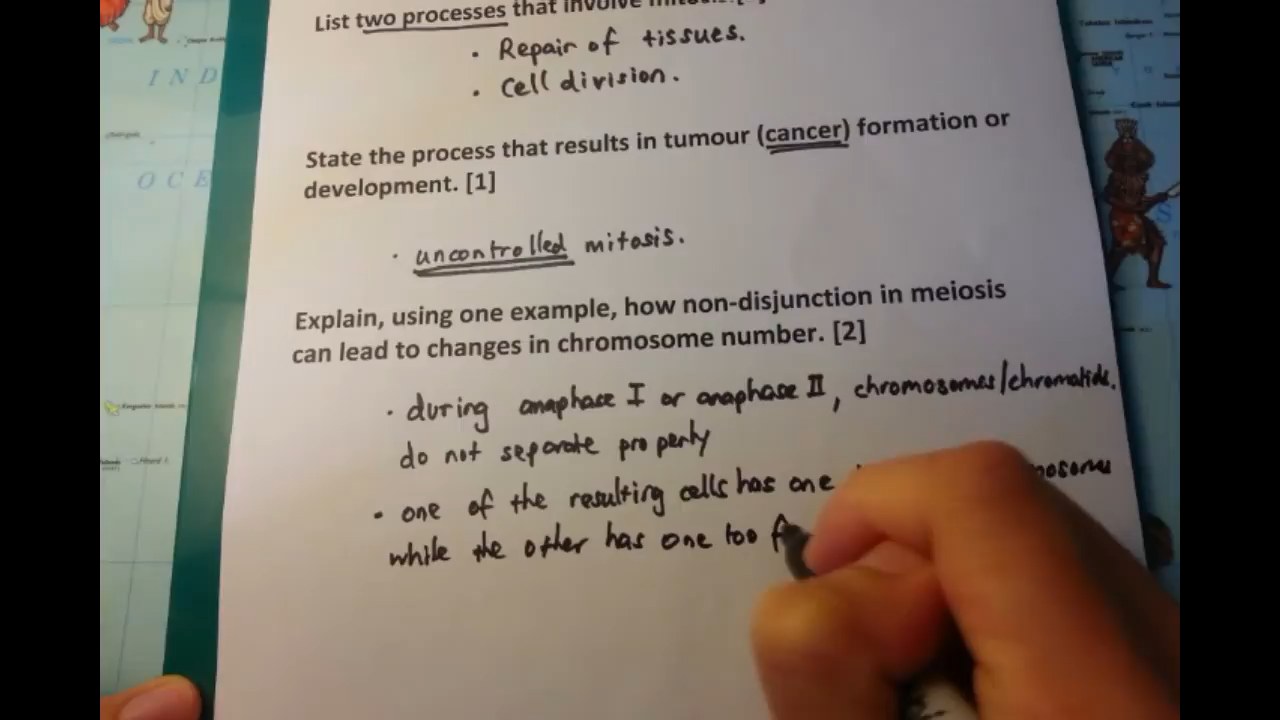 List two processes that involve
· Repair of tissues.
· Cell division.
State the process that results in tumour (cancer) formation or
development. [1]
· uncontrolled mitosis.
Explain, using one example, how non-disjunction in meiosis
can lead to changes in chromosome number. [2]
· during anaphase I or anaphase II, chromosomes/chromatids.
do not separate properly
· one of the resulting cells has one
while the other has one too
I N D
O C E